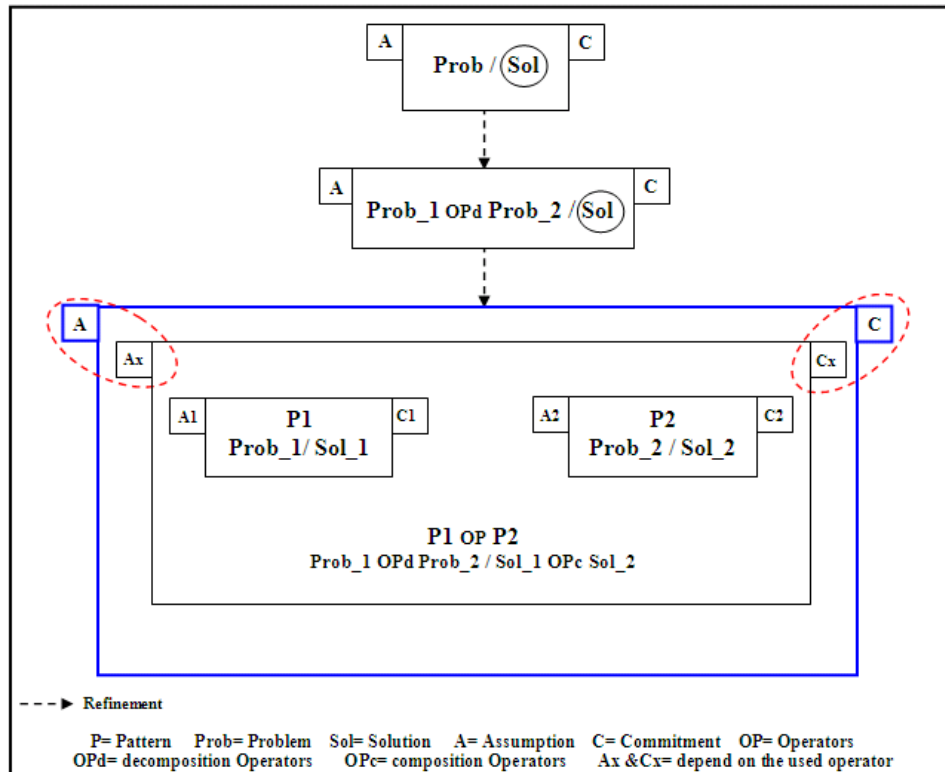 A
C
Prob / Sol
A
C
Prob_1 OPd Prob_2 / Sol
A
C
Ax
Cx
A1
P1
C1
Prob_1/ Sol_1
A2
P2
C2
Prob_2 / Sol_2
P1 OP P2
Prob_1 OPd Prob_2 / Sol_1 OPc Sol_2
Refinement
P= Pattern Prob= Problem Sol= Solution A= Assumption C= Commitment OP= Operators
OPd= decomposition Operators OPc= composition Operators Ax &Cx= depend on the used operator